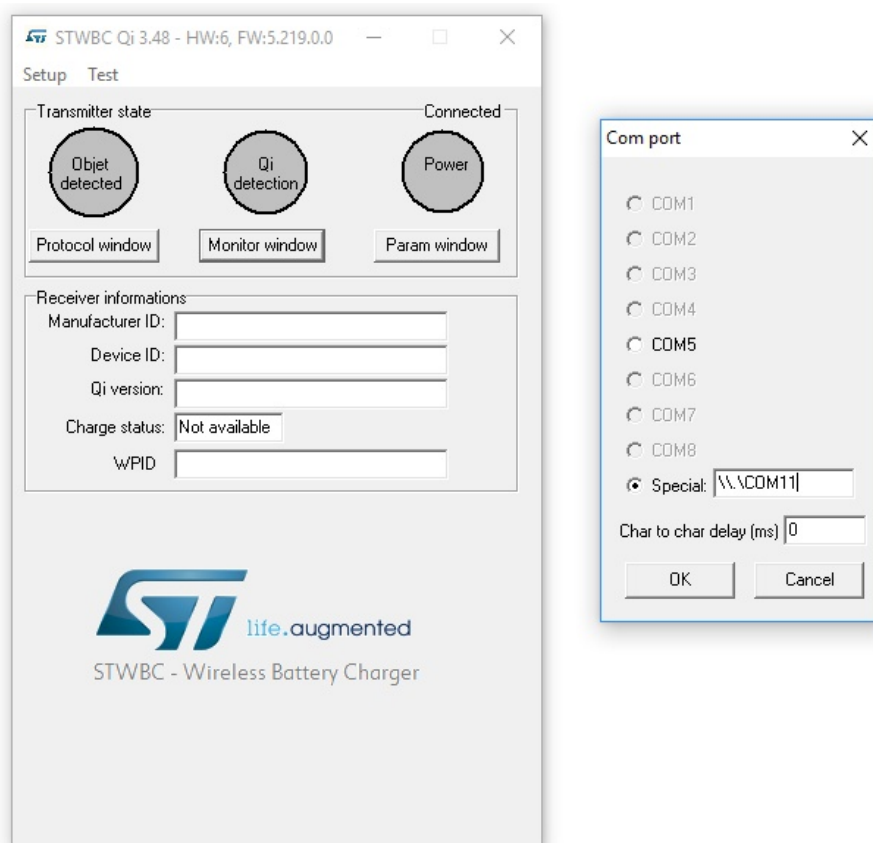 STWBC Qi 3.48 - HW:6, FW:5.219.0.0
Setup Test
Transmitter state Connected
Objet
detected
Qi
detection
Power
Protocol window Monitor window Param window
Receiver informations
Manufacturer ID:
Device ID:
Qi version:
Charge status: Not available
WPID
ST life.augmented
STWBC - Wireless Battery Charger
Com port
COM1
COM2
COM3
COM4
COM5
COM6
COM7
COM8
Special: \\.\COM11
Char to char delay (ms) 0
OK Cancel